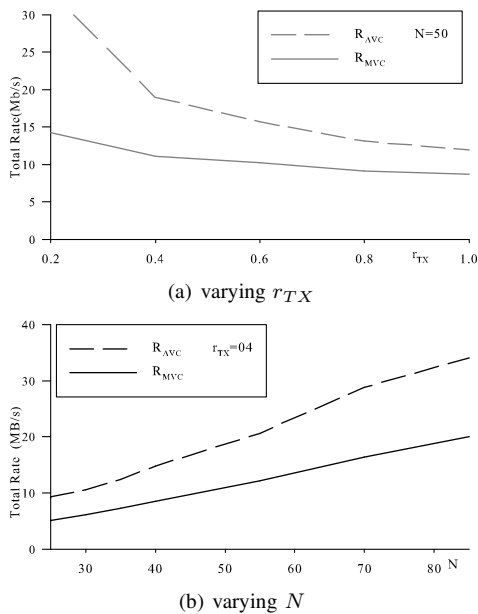 30
25
20
15
10
5
0
Total Rate(Mb/s)
R_AVC N=50
R_MVC
0.2 0.4 0.6 0.8 r_TX 1.0
(a) varying r_TX
40
30
20
10
0
Total Rate (MB/s)
R_AVC r_TX=04
R_MVC
30 40 50 60 70 80 N
(b) varying N